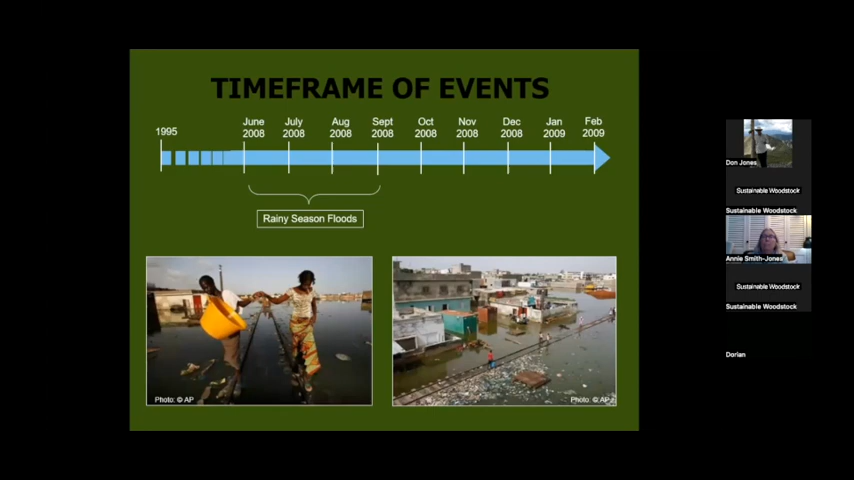 TIMEFRAME OF EVENTS
1995
June
2008
July
2008
Aug
2008
Sept
2008
Oct
2008
Nov
2008
Dec
2008
Jan
2009
Feb
2009
Rainy Season Floods
Photo: © AP
Photo: © AP
Don Jones
Sustainable Woodstock
Sustainable Woodstock
Annie Smith-Jones
Sustainable Woodstock
Sustainable Woodstock
Dorian